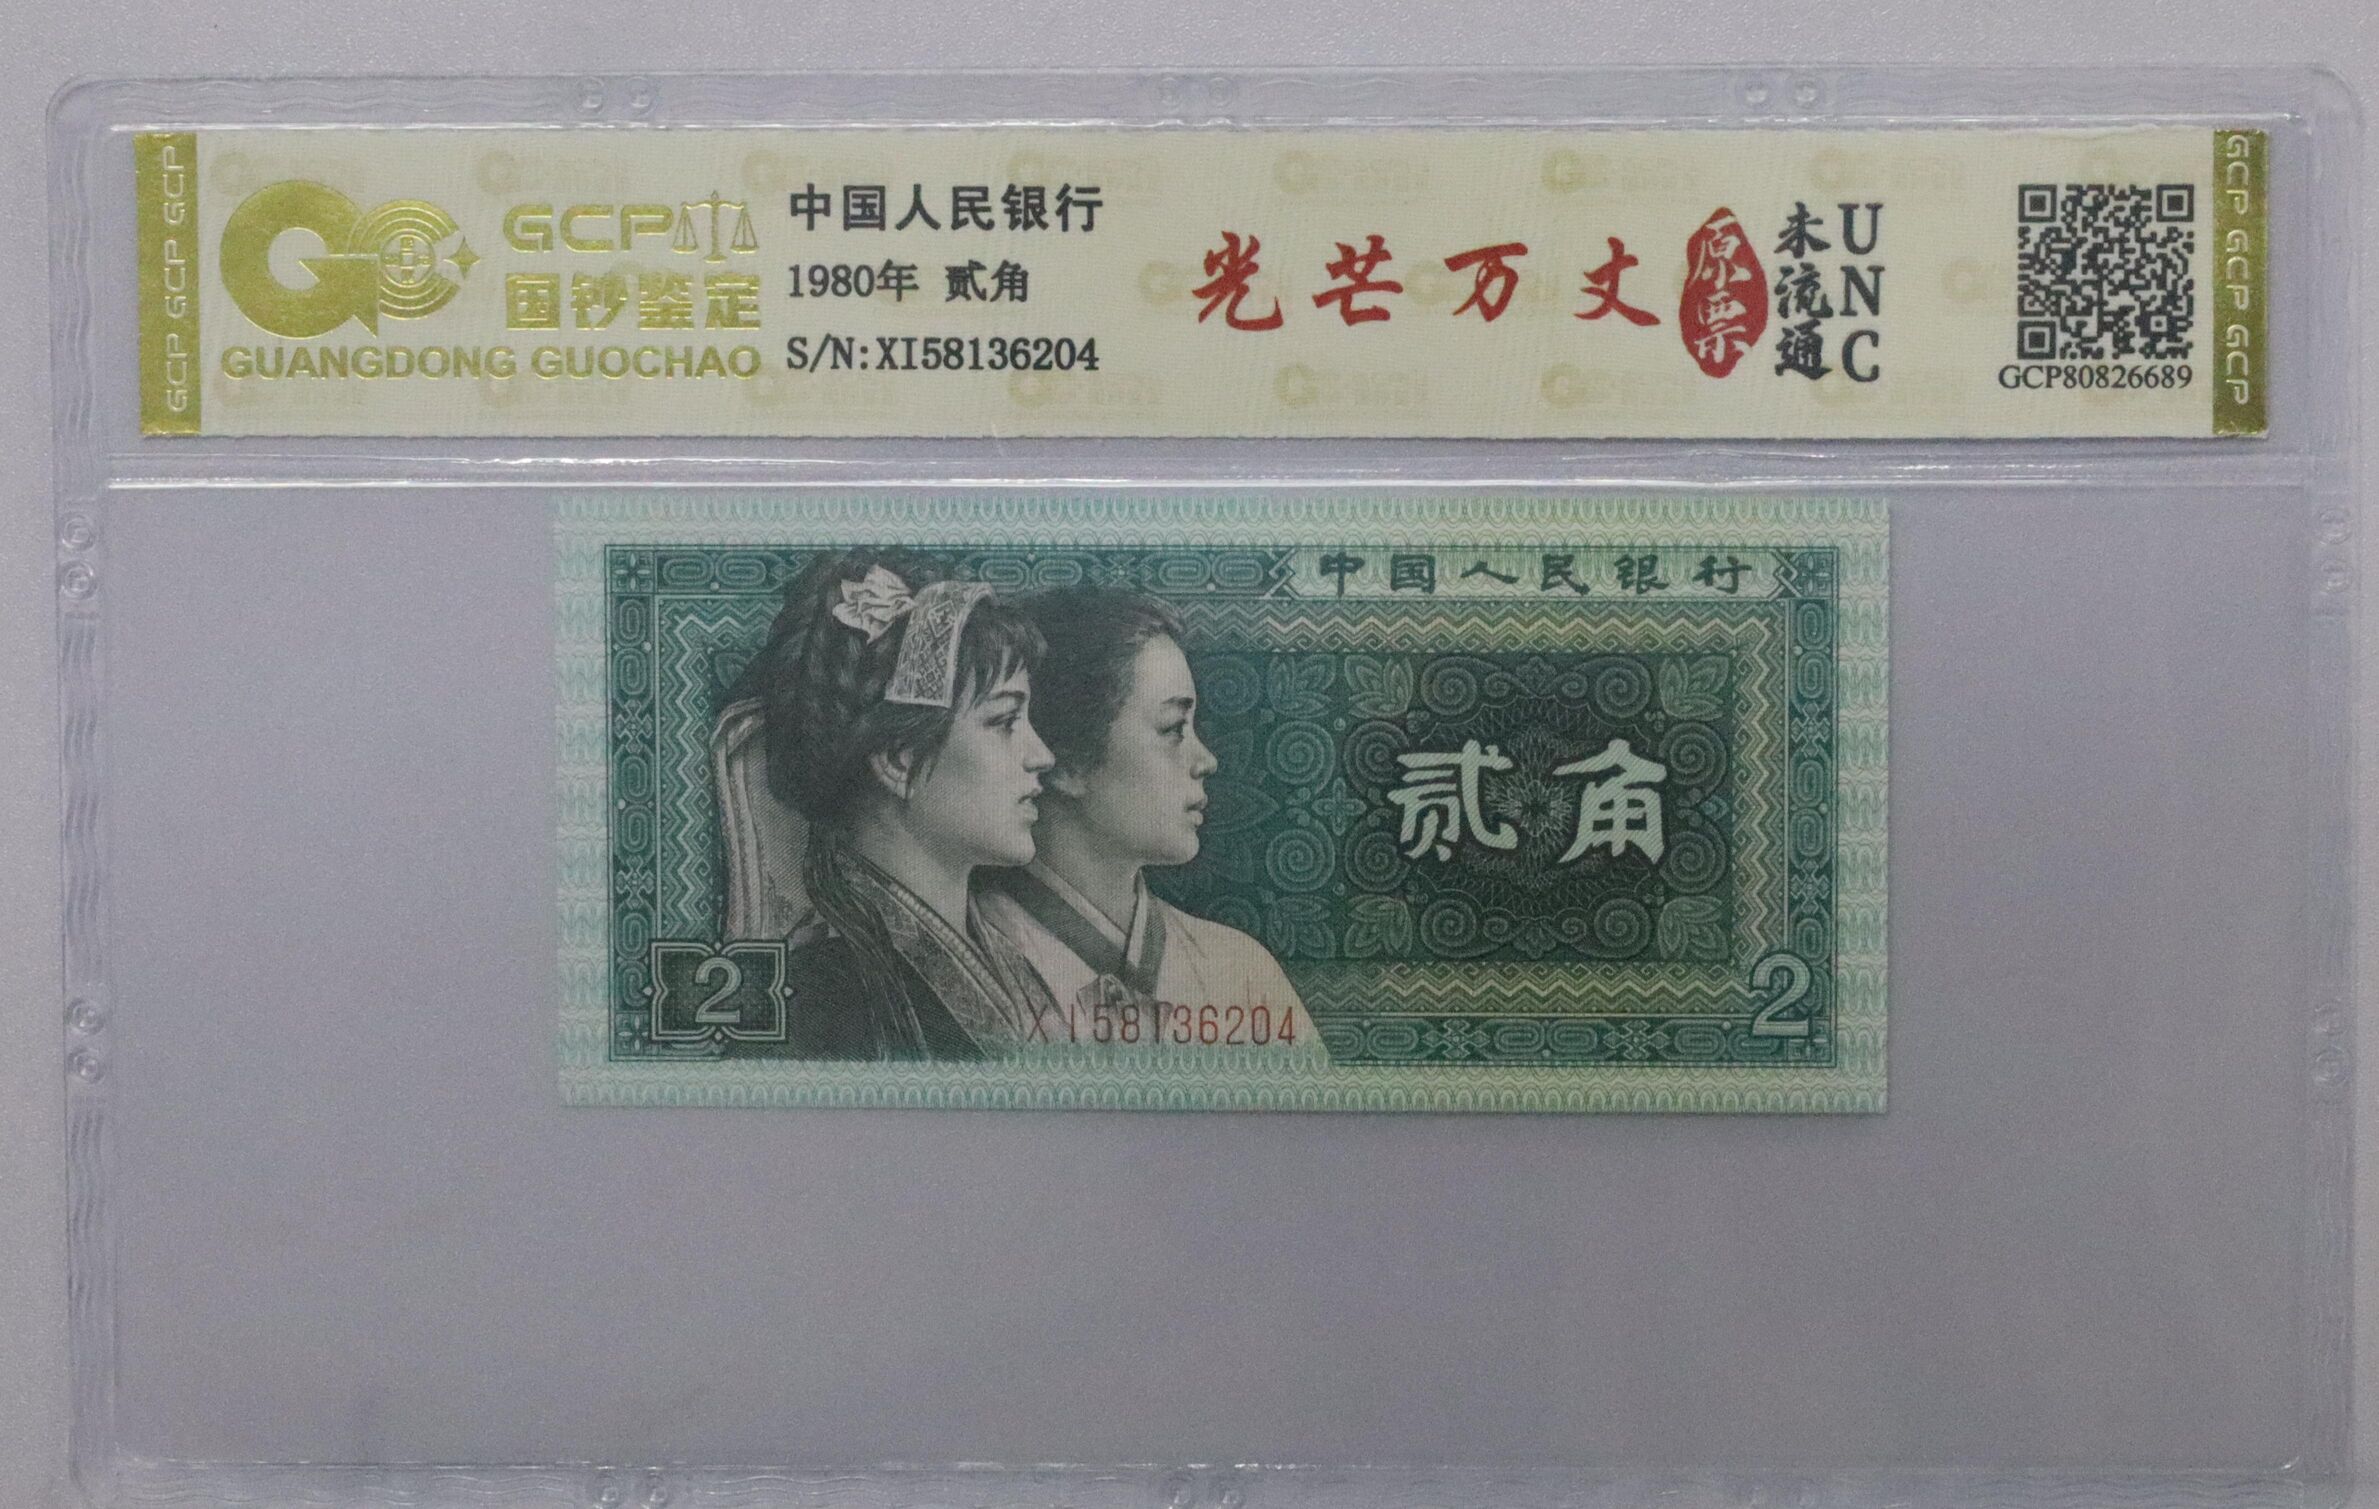 GCP GCP GCP
GCP
国钞鉴定
GUANGDONG GUOCHAO
中国人民银行
1980年 贰角
S/N:XI58136204
光芒万丈
原票
未流通
UNC
GCP80826689
GCP GCP GCP
中国人民银行
贰角
2
XI58136204
2